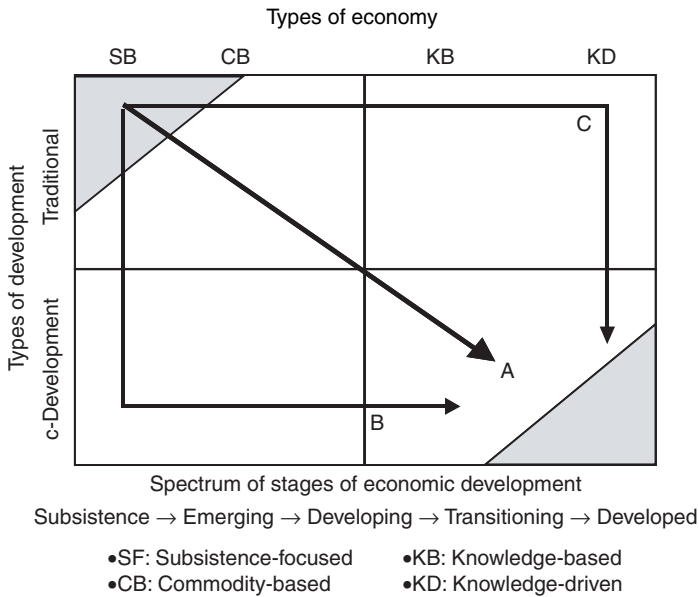 Types of economy
SB CB KB KD
Types of development
Traditional
c-Development
C
A
B
Spectrum of stages of economic development
Subsistence → Emerging → Developing → Transitioning → Developed
•SF: Subsistence-focused •KB: Knowledge-based
•CB: Commodity-based •KD: Knowledge-driven